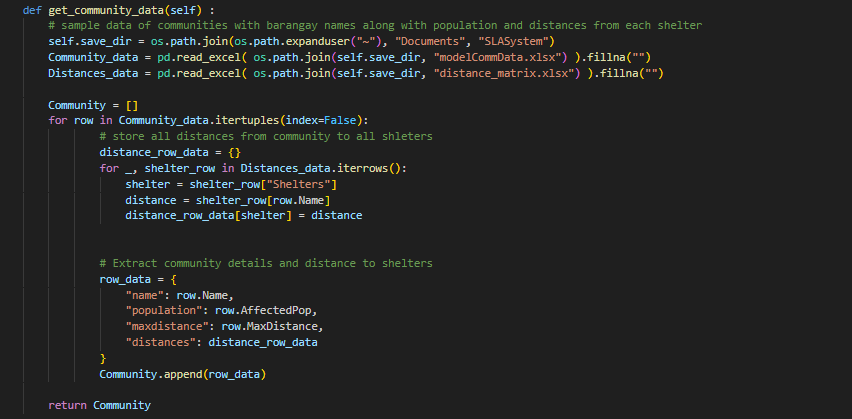 def get_community_data(self) :
# sample data of communities with barangay names along with population and distances from each shelter
self.save_dir = os.path.join(os.path.expanduser("~"), "Documents", "SLASystem")
Community_data = pd.read_excel( os.path.join(self.save_dir, "modelCommData.xlsx") ).fillna("")
Distances_data = pd.read_excel( os.path.join(self.save_dir, "distance_matrix.xlsx") ).fillna("")
Community = []
for row in Community_data.itertuples(index=False):
# store all distances from community to all shleters
distance_row_data = {}
for _, shelter_row in Distances_data.iterrows():
shelter = shelter_row["Shelters"]
distance = shelter_row[row.Name]
distance_row_data[shelter] = distance
# Extract community details and distance to shelters
row_data = {
"name": row.Name,
"population": row.AffectedPop,
"maxdistance": row.MaxDistance,
"distances": distance_row_data
}
Community.append(row_data)
return Community